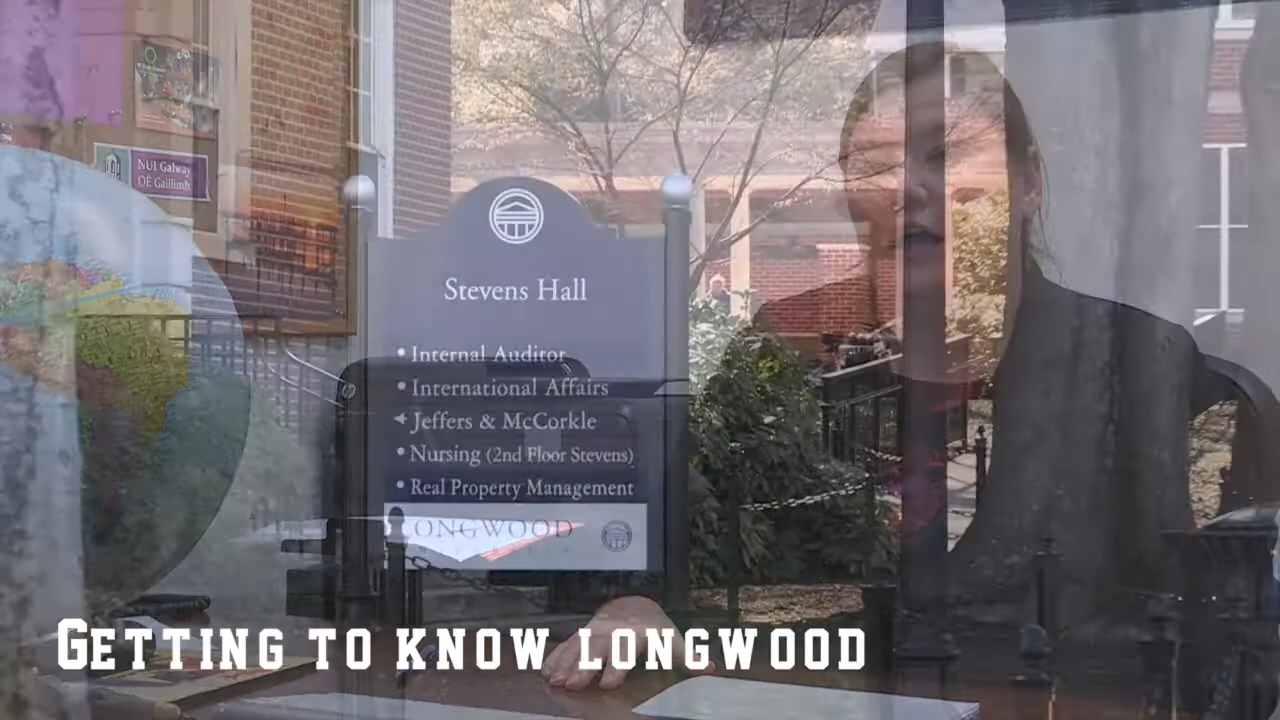 NUI Galway
OÉ Gaillimh
Stevens Hall
• Internal Auditor
• International Affairs
• Jeffers & McCorkle
• Nursing (2nd Floor Stevens)
• Real Property Management
LONGWOOD
GETTING TO KNOW LONGWOOD